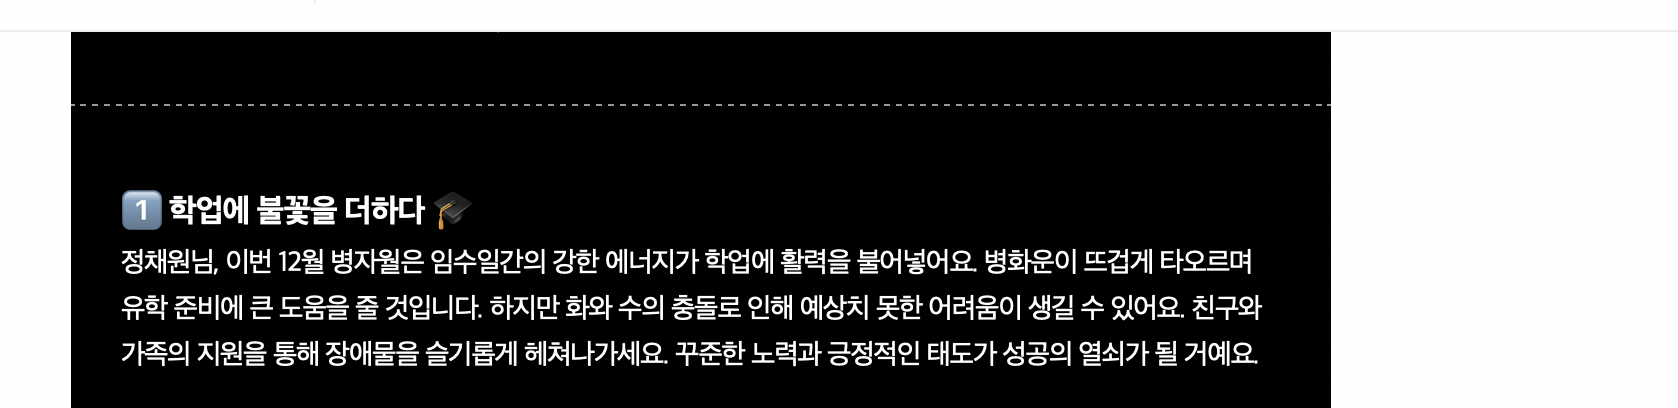 1 학업에 불꽃을 더하다 🎓
정채원님, 이번 12월 병자월은 임수일간의 강한 에너지가 학업에 활력을 불어넣어요. 병화운이 뜨겁게 타오르며
유학 준비에 큰 도움을 줄 것입니다. 하지만 화와 수의 충돌로 인해 예상치 못한 어려움이 생길 수 있어요. 친구와
가족의 지원을 통해 장애물을 슬기롭게 헤쳐나가세요. 꾸준한 노력과 긍정적인 태도가 성공의 열쇠가 될 거예요.